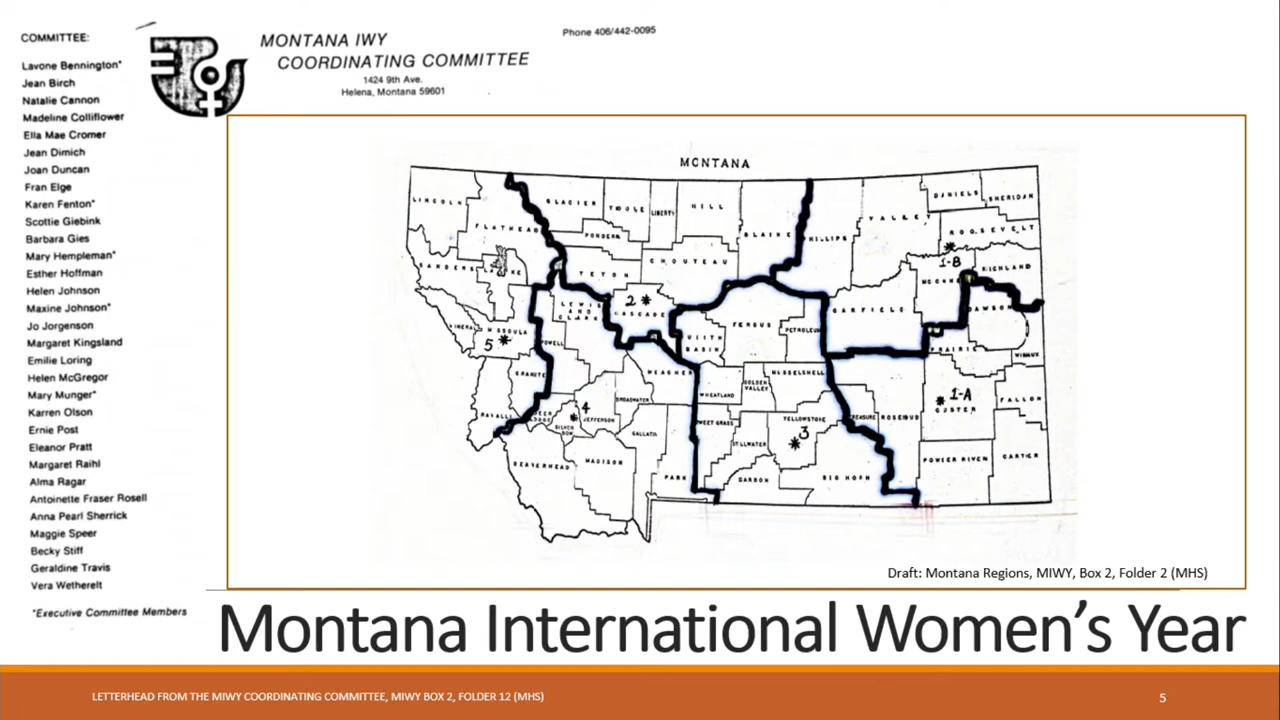 COMMITTEE:
Lavone Bennington*
Jean Birch
Natalie Cannon
Madeline Colliflower
Ella Mae Cromer
Jean Dimich
Joan Duncan
Fran Elge
Karen Fenton*
Scottie Giebink
Barbara Gies
Mary Hempleman*
Esther Hoffman
Helen Johnson
Maxine Johnson*
Jo Jorgenson
Margaret Kingsland
Emilie Loring
Helen McGregor
Mary Munger*
Karren Olson
Ernie Post
Eleanor Pratt
Margaret Raihl
Alma Ragar
Antoinette Fraser Rosell
Anna Pearl Sherrick
Maggie Speer
Becky Stiff
Geraldine Travis
Vera Wetherelt
*Executive Committee Members
MONTANA IWY
COORDINATING COMMITTEE
1424 9th Ave.
Helena, Montana 59601
Phone 406/442-0095
MONTANA
LINCOLN
FLATHEAD
GLACIER
TOOLE
LIBERTY
HILL
BLAINE
PHILLIPS
VALLEY
DANIELS
SHERIDAN
ROOSEVELT
PONDERA
SANDERS
TETON
CHOUTEAU
1-B
RICHLAND
LEWIS
AND
CLARK
2 *
CASCADE
GARFIELD
DAWSON
MISSOULA
5 *
POWELL
FERGUS
PETROLEUM
BASIN
PRAIRIE
WIBAUX
GRANITE
MEAGHER
GOLDEN
VALLEY
MUSSELSHELL
WHEATLAND
BROADWATER
* 1-A
CUSTER
FALLON
RAVALLI
4
*
JEFFERSON
SILVER
BOW
GALLATIN
SWEET GRASS
YELLOWSTONE
3
*
TREASURE
ROSEBUD
STILLWATER
BEAVERHEAD
MADISON
PARK
CARBON
BIG HORN
POWDER RIVER
CARTER
Draft: Montana Regions, MIWY, Box 2, Folder 2 (MHS)
Montana International Women’s Year
LETTERHEAD FROM THE MIWY COORDINATING COMMITTEE, MIWY BOX 2, FOLDER 12 (MHS)
5